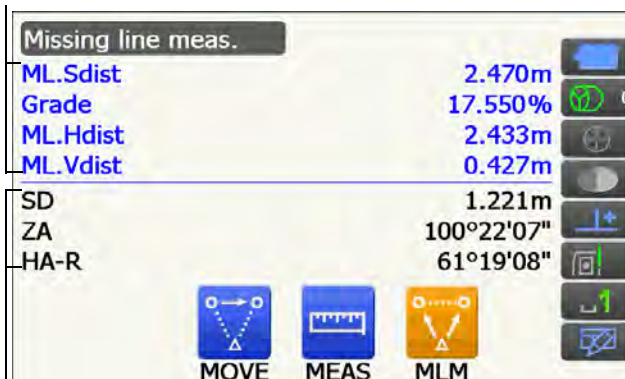 Missing line meas.
ML.Sdist 2.470m
Grade 17.550%
ML.Hdist 2.433m
ML.Vdist 0.427m
SD 1.221m
ZA 100°22'07"
HA-R 61°19'08"
MOVE MEAS MLM